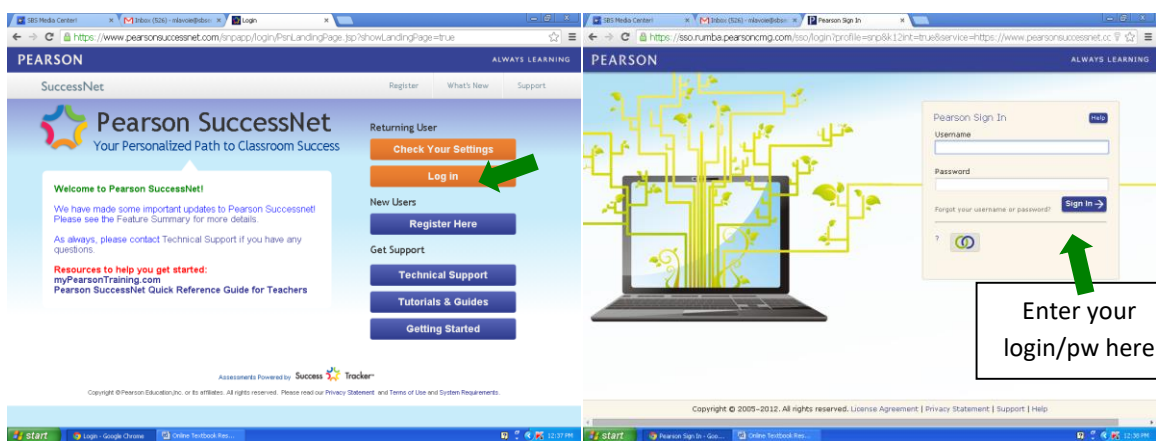 SBS Media Center!
Inbox (526) - mlavoie@sbs
Login
https://www.pearsonsuccessnet.com/snpapp/login/PsnLandingPage.jsp?showLandingPage=true
PEARSON
ALWAYS LEARNING
SuccessNet
Register
What's New
Support
Pearson SuccessNet
Your Personalized Path to Classroom Success
Welcome to Pearson SuccessNet!
We have made some important updates to Pearson Successnet!
Please see the Feature Summary for more details.
As always, please contact Technical Support if you have any
questions.
Resources to help you get started:
myPearsonTraining.com
Pearson SuccessNet Quick Reference Guide for Teachers
Returning User
Check Your Settings
Log in
New Users
Register Here
Get Support
Technical Support
Tutorials & Guides
Getting Started
Assessments Powered by Success Tracker™
Copyright © Pearson Education, Inc. or its affiliates. All rights reserved. Please read our Privacy Statement and Terms of Use and System Requirements.
start
Login - Google Chrome
Online Textbook Res...
12:37 PM
SBS Media Center!
Inbox (526) - mlavoie@sbs
Pearson Sign In
https://sso.rumba.pearsoncmg.com/sso/login?profile=snp&k12int=true&service=https://www.pearsonsuccessnet.cc
PEARSON
ALWAYS LEARNING
Pearson Sign In
Help
Username
Password
Forgot your username or password?
Sign In
?
Enter your
login/pw here
Copyright © 2005-2012. All rights reserved. License Agreement | Privacy Statement | Support | Help
start
Pearson Sign In - Goo...
Online Textbook Res...
12:38 PM